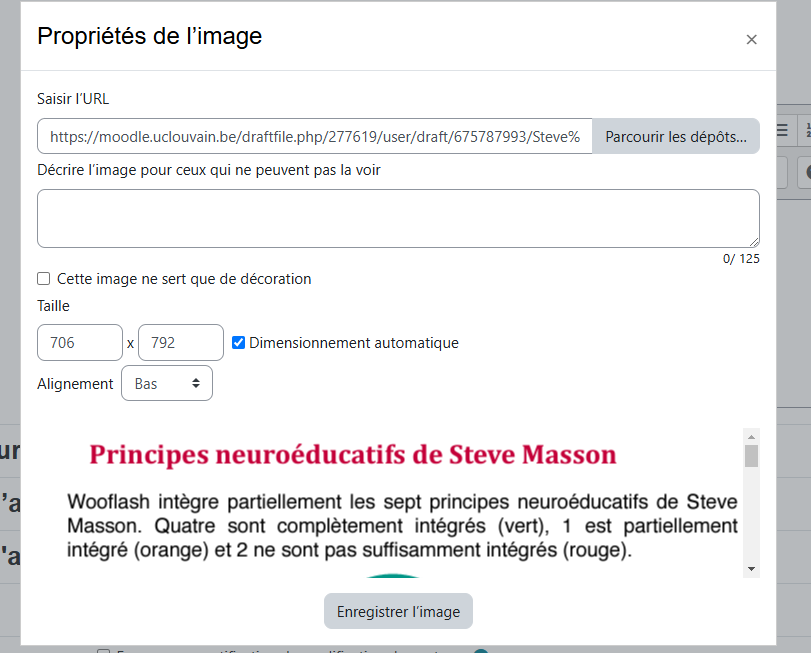 Propriétés de l’image
×
Saisir l’URL
https://moodle.uclouvain.be/draftfile.php/277619/user/draft/675787993/Steve%
Parcourir les dépôts...
Décrire l’image pour ceux qui ne peuvent pas la voir
0/ 125
Cette image ne sert que de décoration
Taille
706 x 792 Dimensionnement automatique
Alignement Bas
Principes neuroéducatifs de Steve Masson
Wooflash intègre partiellement les sept principes neuroéducatifs de Steve
Masson. Quatre sont complètement intégrés (vert), 1 est partiellement
intégré (orange) et 2 ne sont pas suffisamment intégrés (rouge).
Enregistrer l’image